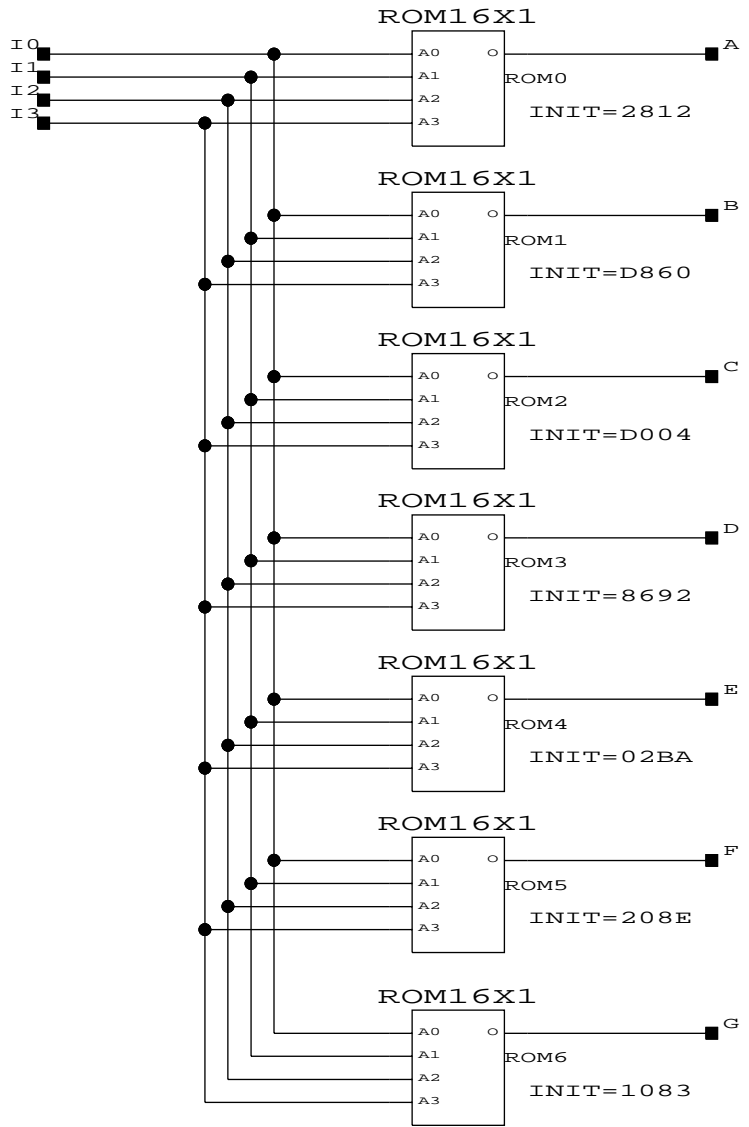 ROM16X1
I0
A0
O
A
I1
A1
ROM0
I2
A2
INIT=2812
I3
A3
ROM16X1
A0
O
B
A1
ROM1
A2
INIT=D860
A3
ROM16X1
A0
O
C
A1
ROM2
A2
INIT=D004
A3
ROM16X1
A0
O
D
A1
ROM3
A2
INIT=8692
A3
ROM16X1
A0
O
E
A1
ROM4
A2
INIT=02BA
A3
ROM16X1
A0
O
F
A1
ROM5
A2
INIT=208E
A3
ROM16X1
A0
O
G
A1
ROM6
A2
INIT=1083
A3